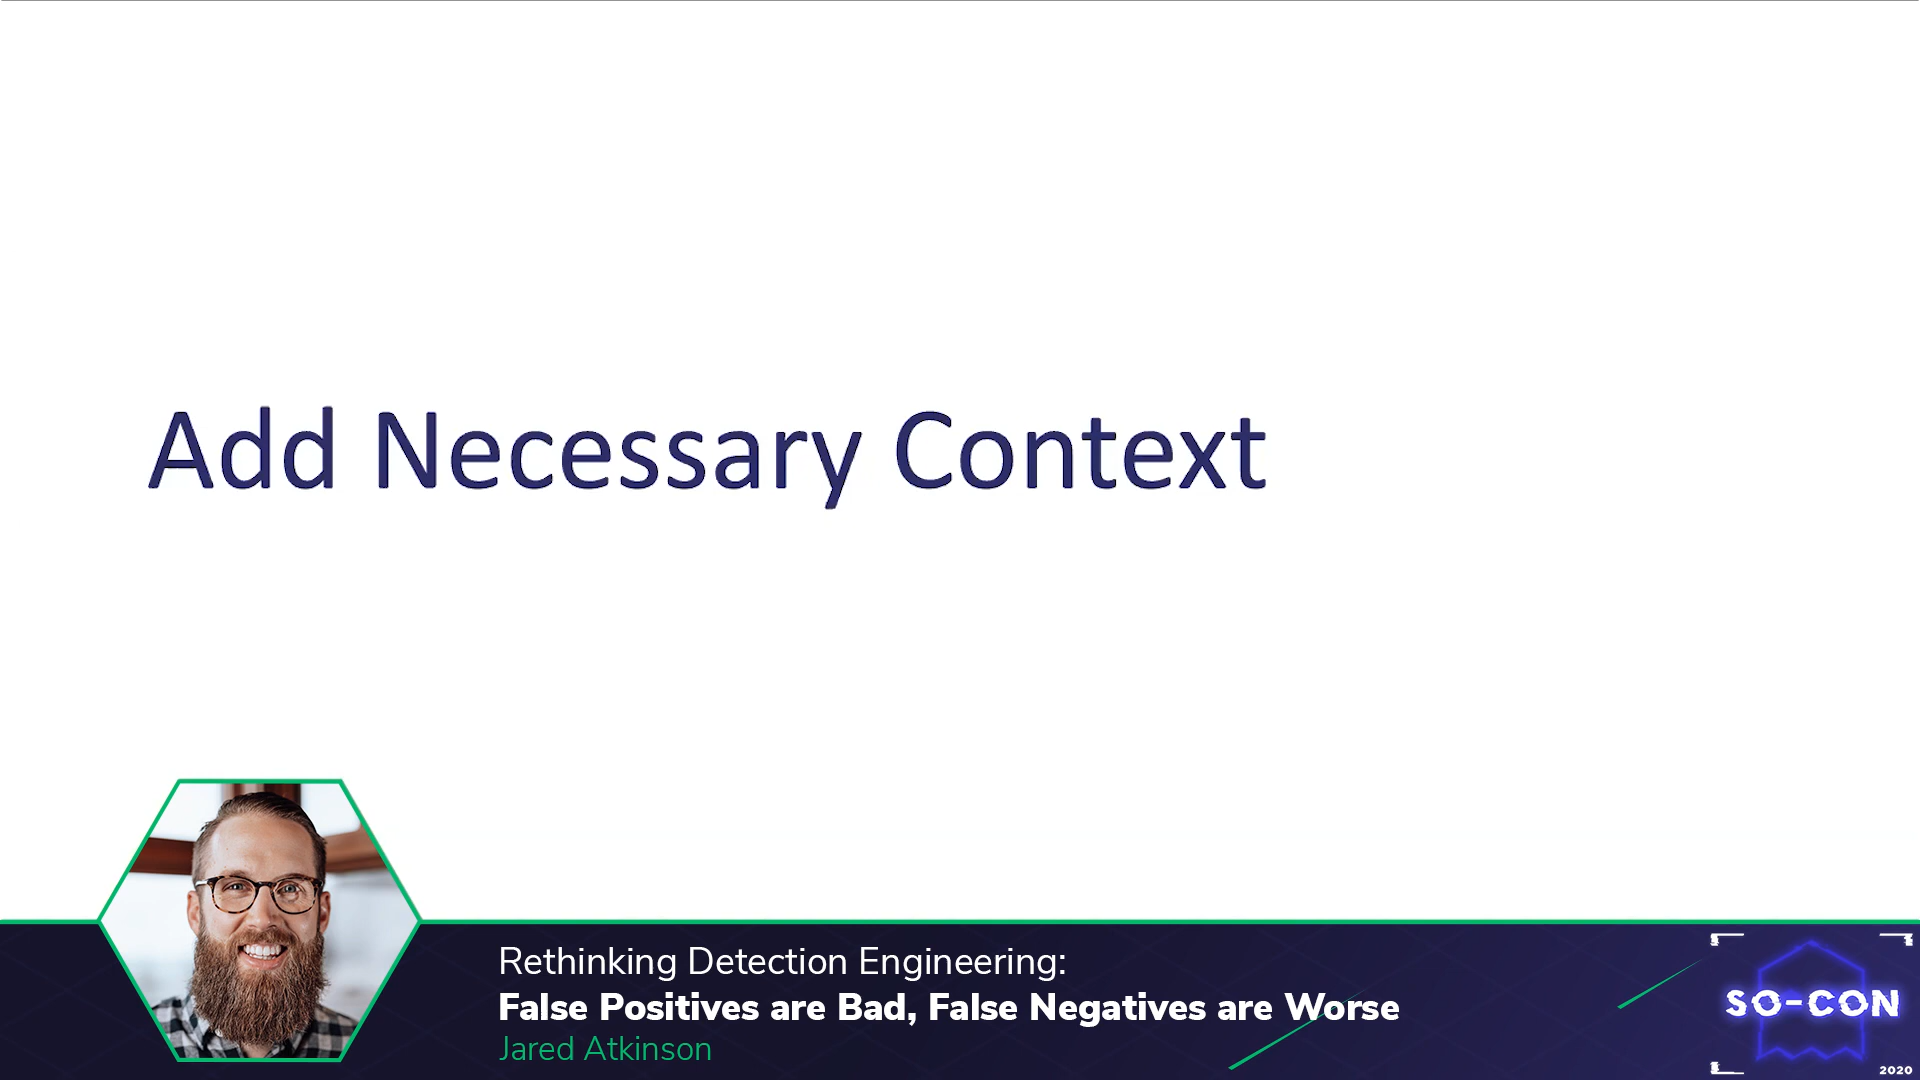 Add Necessary Context
Rethinking Detection Engineering:
False Positives are Bad, False Negatives are Worse
Jared Atkinson
SO-CON
2020